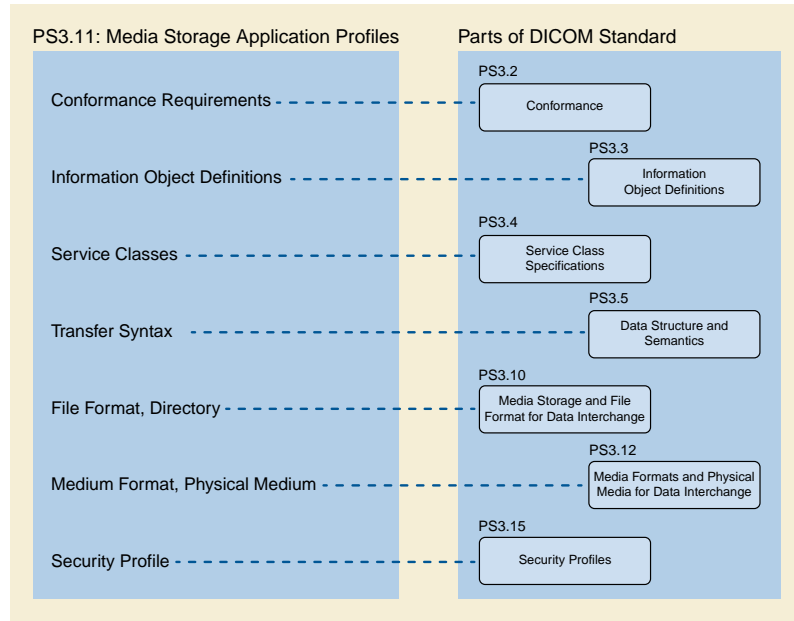 PS3.11: Media Storage Application Profiles
Parts of DICOM Standard
Conformance Requirements
PS3.2
Conformance
Information Object Definitions
PS3.3
Information
Object Definitions
Service Classes
PS3.4
Service Class
Specifications
Transfer Syntax
PS3.5
Data Structure and
Semantics
File Format, Directory
PS3.10
Media Storage and File
Format for Data Interchange
Medium Format, Physical Medium
PS3.12
Media Formats and Physical
Media for Data Interchange
Security Profile
PS3.15
Security Profiles